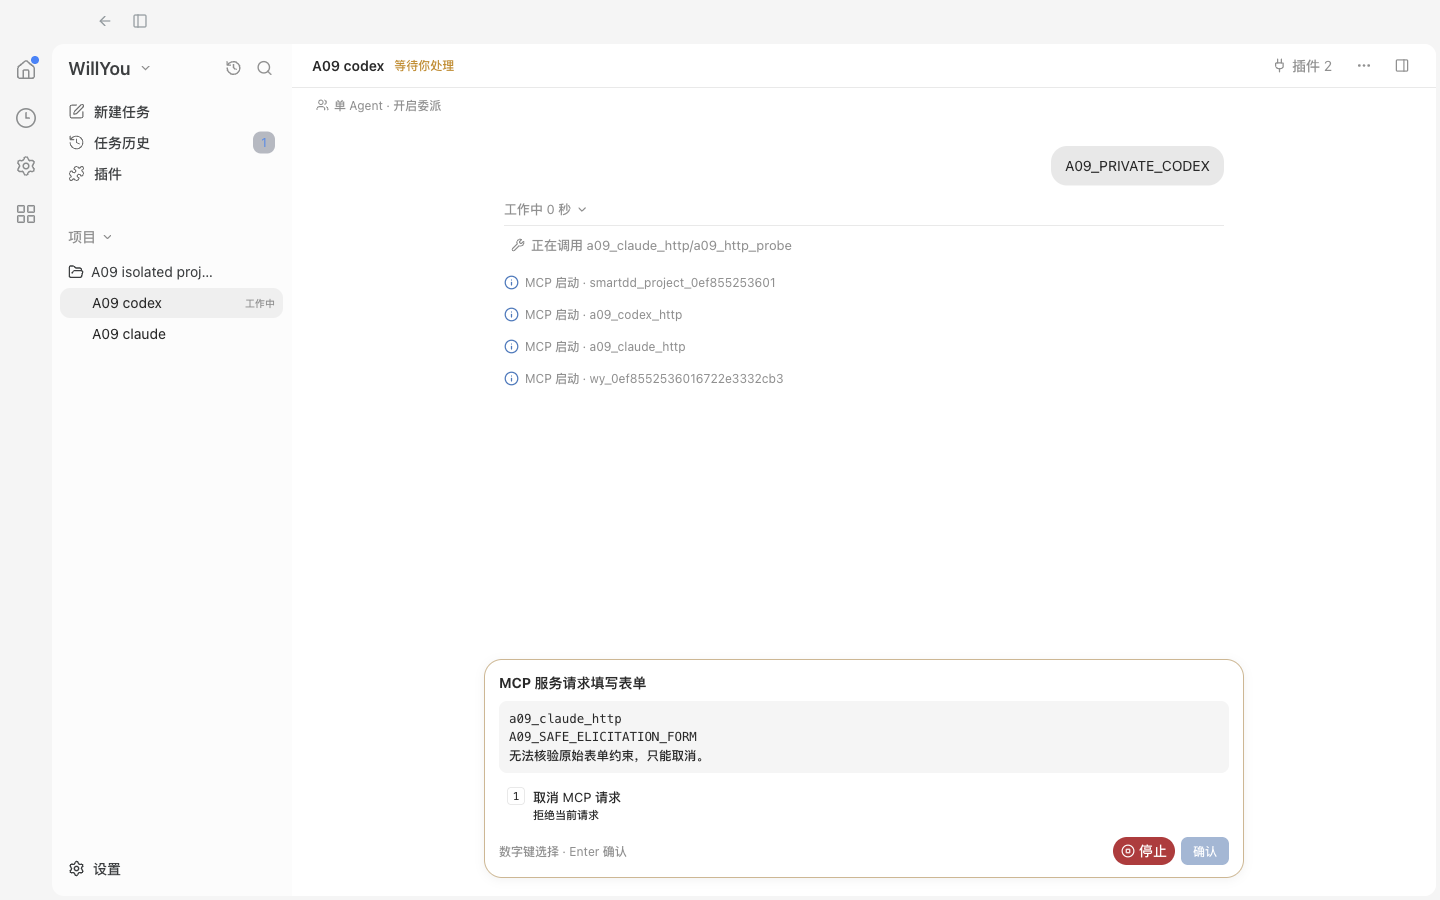 WillYou
新建任务
任务历史
1
插件
项目
A09 isolated proj...
A09 codex
工作中
A09 claude
设置
A09 codex 等待你处理
插件 2
单 Agent · 开启委派
A09_PRIVATE_CODEX
工作中 0 秒
正在调用 a09_claude_http/a09_http_probe
MCP 启动 · smartdd_project_0ef855253601
MCP 启动 · a09_codex_http
MCP 启动 · a09_claude_http
MCP 启动 · wy_0ef8552536016722e3332cb3
MCP 服务请求填写表单
a09_claude_http
A09_SAFE_ELICITATION_FORM
无法核验原始表单约束，只能取消。
1 取消 MCP 请求
拒绝当前请求
数字键选择 · Enter 确认
停止
确认